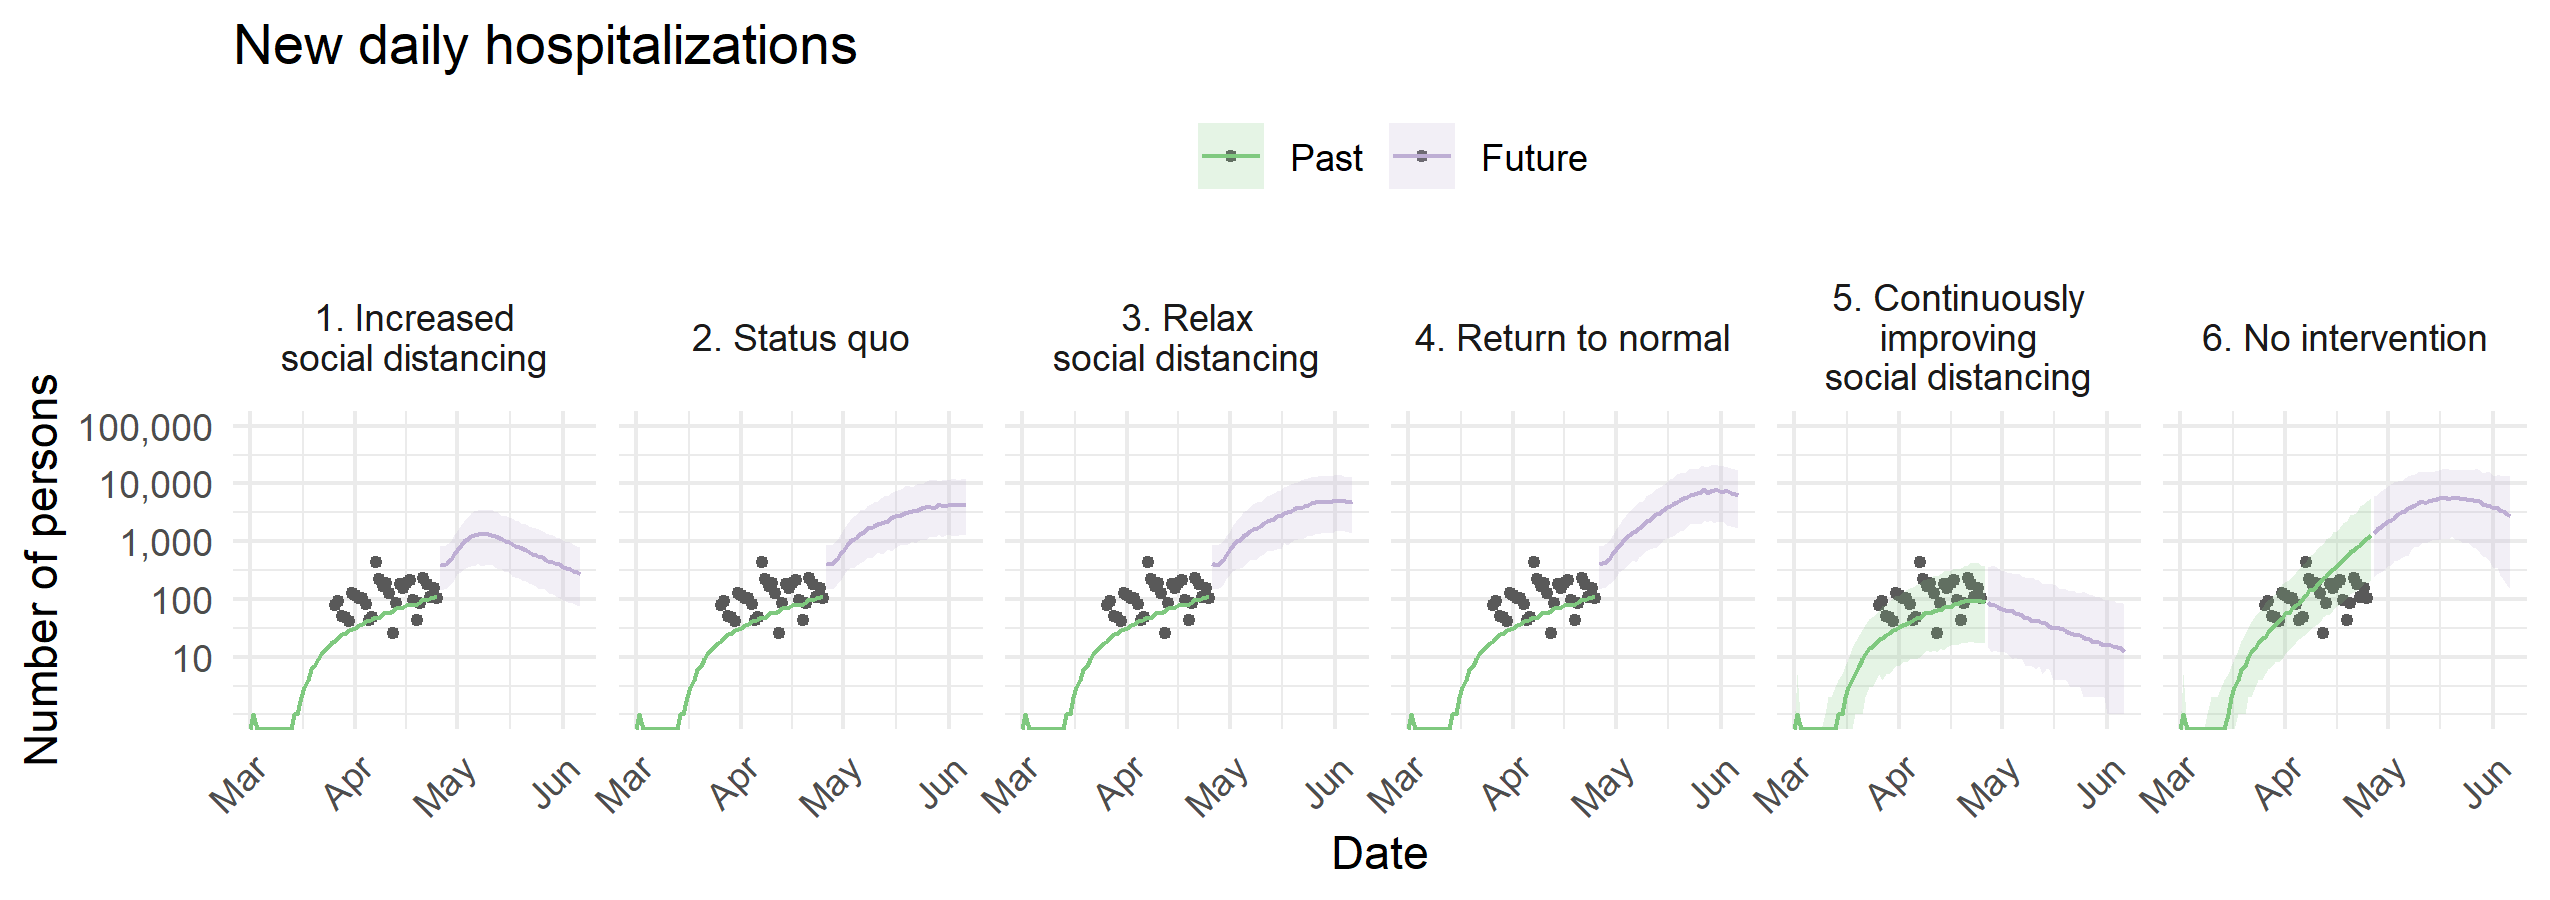 New daily hospitalizations
Past
Future
1. Increased
social distancing
2. Status quo
3. Relax
social distancing
4. Return to normal
5. Continuously
improving
social distancing
6. No intervention
Number of persons
100,000
10,000
1,000
100
10
Mar
Apr
May
Jun
Mar
Apr
May
Jun
Mar
Apr
May
Jun
Mar
Apr
May
Jun
Mar
Apr
May
Jun
Mar
Apr
May
Jun
Date